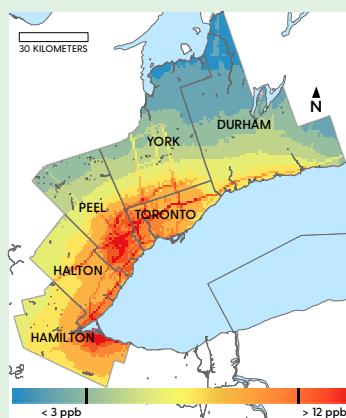 30 KILOMETERS
N
DURHAM
YORK
PEEL
TORONTO
HALTON
HAMILTON
< 3 ppb
> 12 ppb